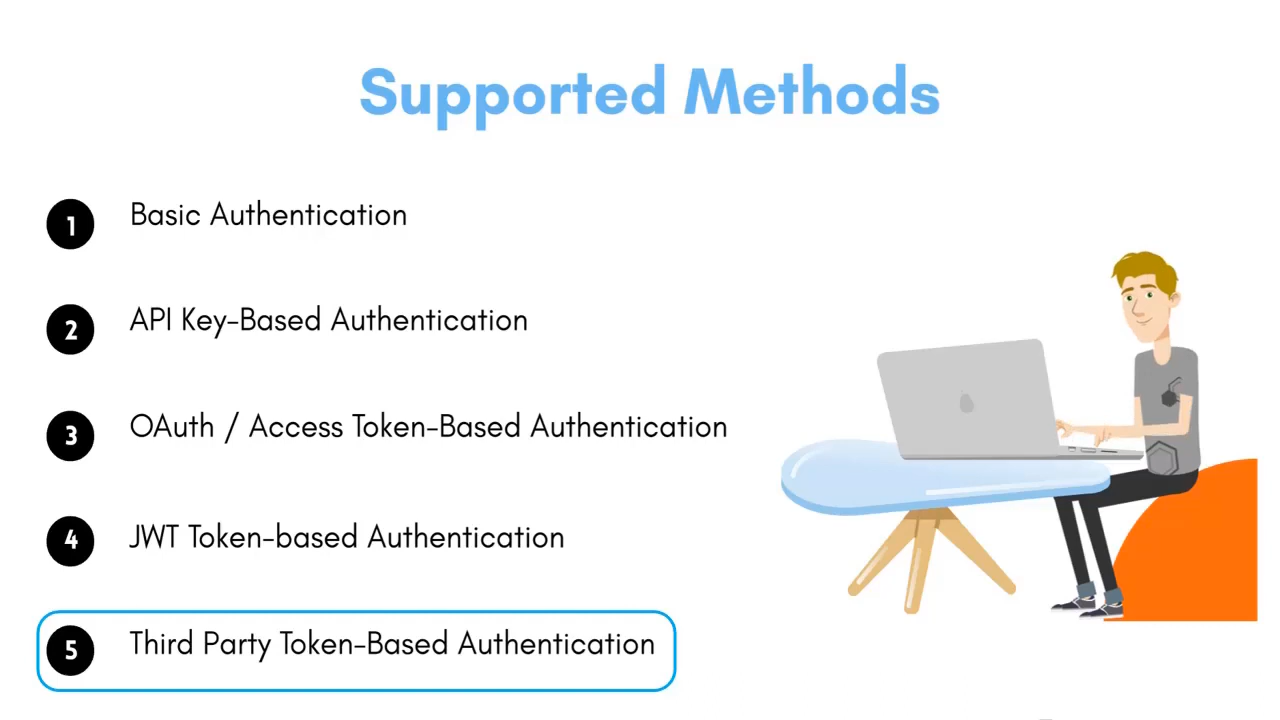 Supported Methods
1 Basic Authentication
2 API Key-Based Authentication
3 OAuth / Access Token-Based Authentication
4 JWT Token-based Authentication
5 Third Party Token-Based Authentication